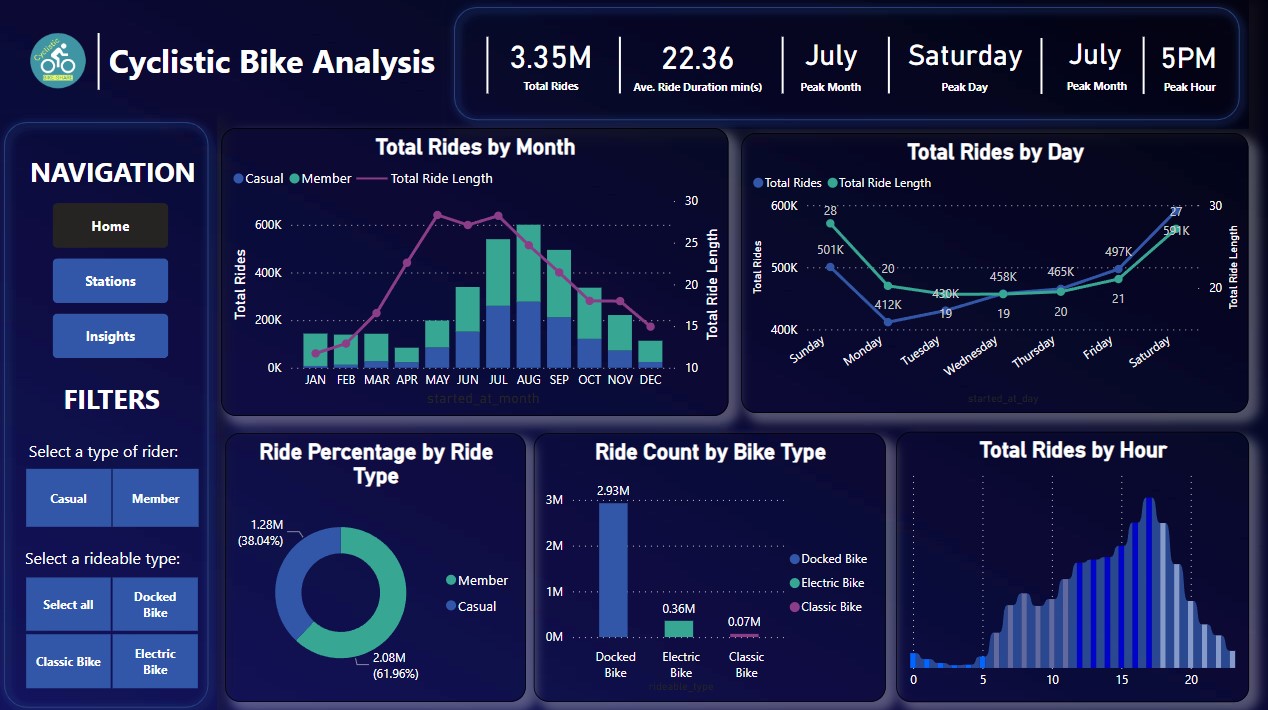 Cyclistic
Cyclistic Bike Analysis
3.35M
Total Rides
22.36
Ave. Ride Duration min(s)
July
Peak Month
Saturday
Peak Day
July
Peak Month
5PM
Peak Hour
NAVIGATION
Home
Stations
Insights
FILTERS
Select a type of rider:
Casual
Member
Select a rideable type:
Select all
Docked
Bike
Classic Bike
Electric
Bike
Total Rides by Month
Casual Member Total Ride Length
Total Rides
600K
400K
200K
0K
30
25
20
15
10
Total Ride Length
JAN FEB MAR APR MAY JUN JUL AUG SEP OCT NOV DEC
started_at_month
Total Rides by Day
Total Rides Total Ride Length
Total Rides
600K
500K
400K
30
20
Total Ride Length
28
501K
20
412K
430K
19
458K
19
465K
20
497K
21
27
591K
Sunday Monday Tuesday Wednesday Thursday Friday Saturday
started_at_day
Ride Percentage by Ride
Type
1.28M
(38.04%)
2.08M
(61.96%)
Member
Casual
Ride Count by Bike Type
3M
2M
1M
0M
2.93M
0.36M
0.07M
Docked
Bike
Electric
Bike
Classic
Bike
rideable_type
Docked Bike
Electric Bike
Classic Bike
Total Rides by Hour
0 5 10 15 20